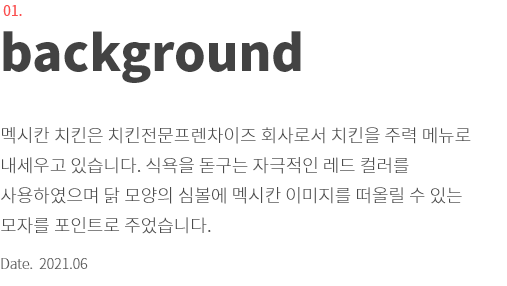 01.
background
멕시칸 치킨은 치킨전문프렌차이즈 회사로서 치킨을 주력 메뉴로
내세우고 있습니다. 식욕을 돋구는 자극적인 레드 컬러를
사용하였으며 닭 모양의 심볼에 멕시칸 이미지를 떠올릴 수 있는
모자를 포인트로 주었습니다.
Date. 2021.06